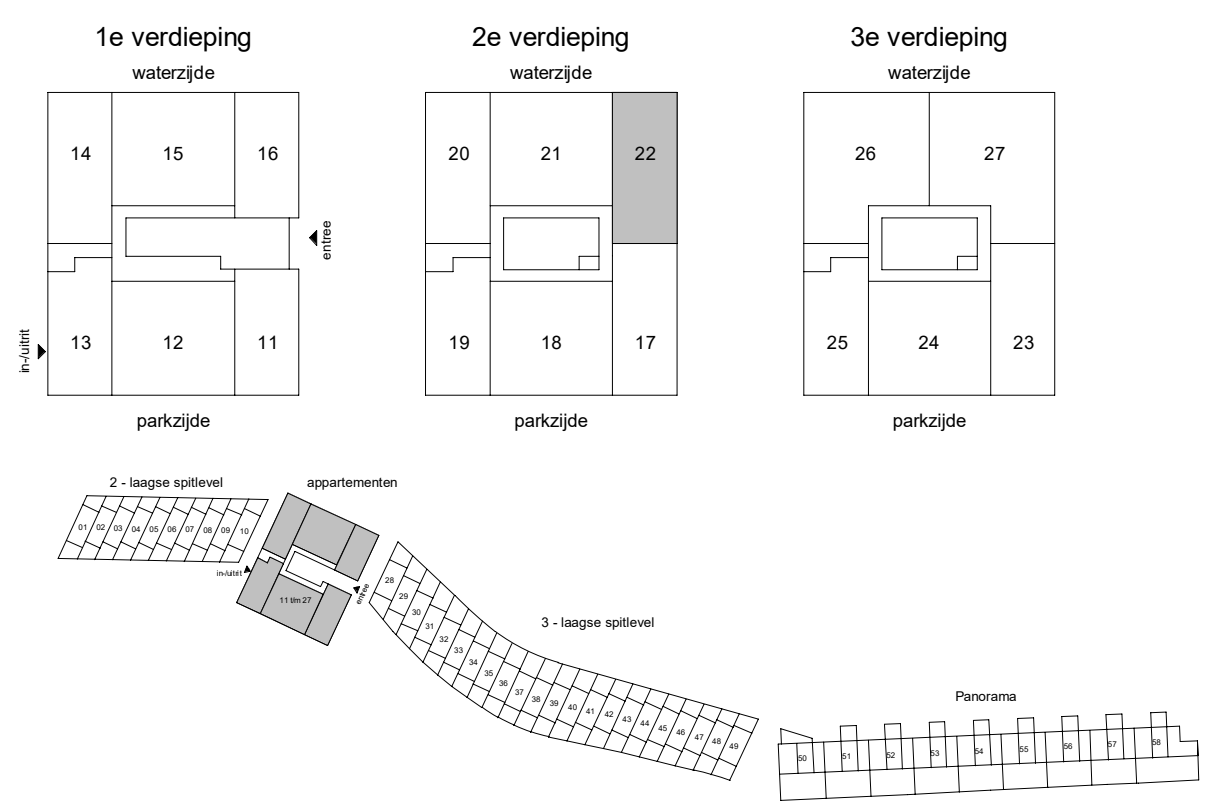 1e verdieping
waterzijde
14
15
16
entree
in-/uitrit
13
12
11
parkzijde
2e verdieping
waterzijde
20
21
22
19
18
17
parkzijde
3e verdieping
waterzijde
26
27
25
24
23
parkzijde
2 - laagse spitlevel
01 02 03 04 05 06 07 08 09 10
appartementen
in-/uitrit
11 t/m 27
entree
3 - laagse spitlevel
28
29
30
31
32
33
34
35
36
37
38
39
40
41
42
43
44
45
46
47
48
49
Panorama
50 51 52 53 54 55 56 57 58